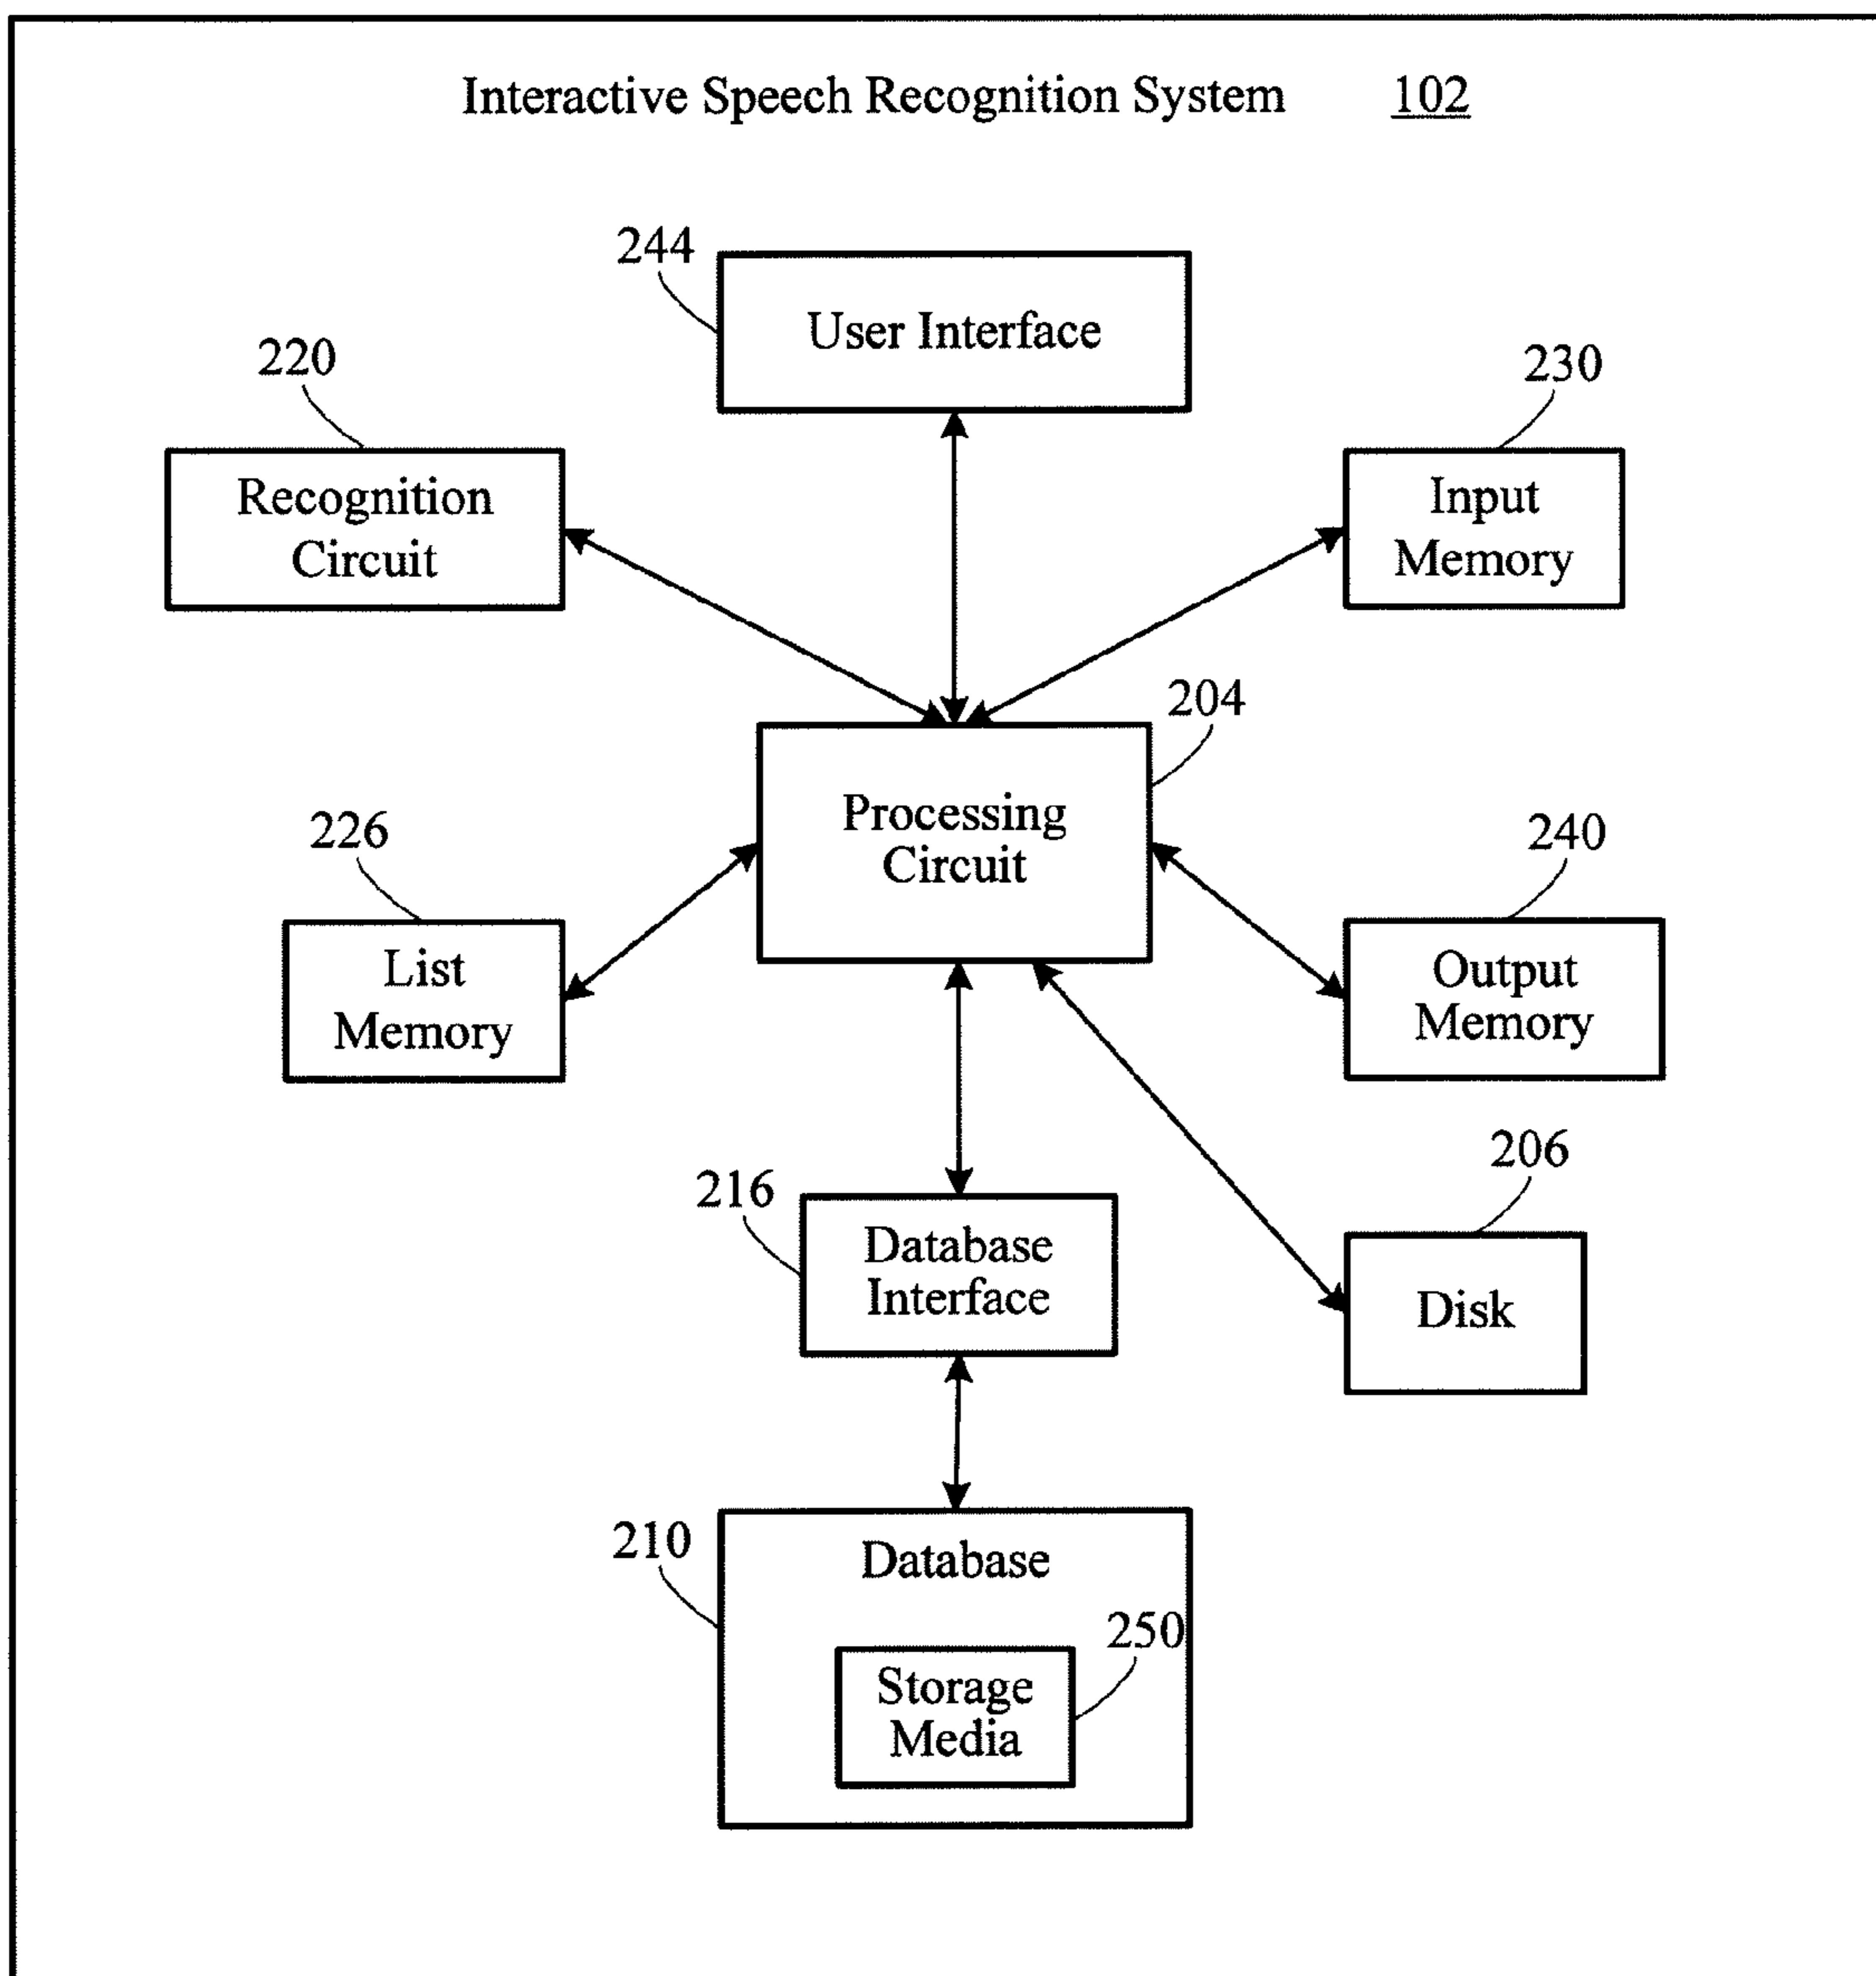 Interactive Speech Recognition System 102
244
User Interface
220
Recognition
Circuit
230
Input
Memory
204
Processing
Circuit
226
List
Memory
240
Output
Memory
216
Database
Interface
206
Disk
210
Database
250
Storage
Media